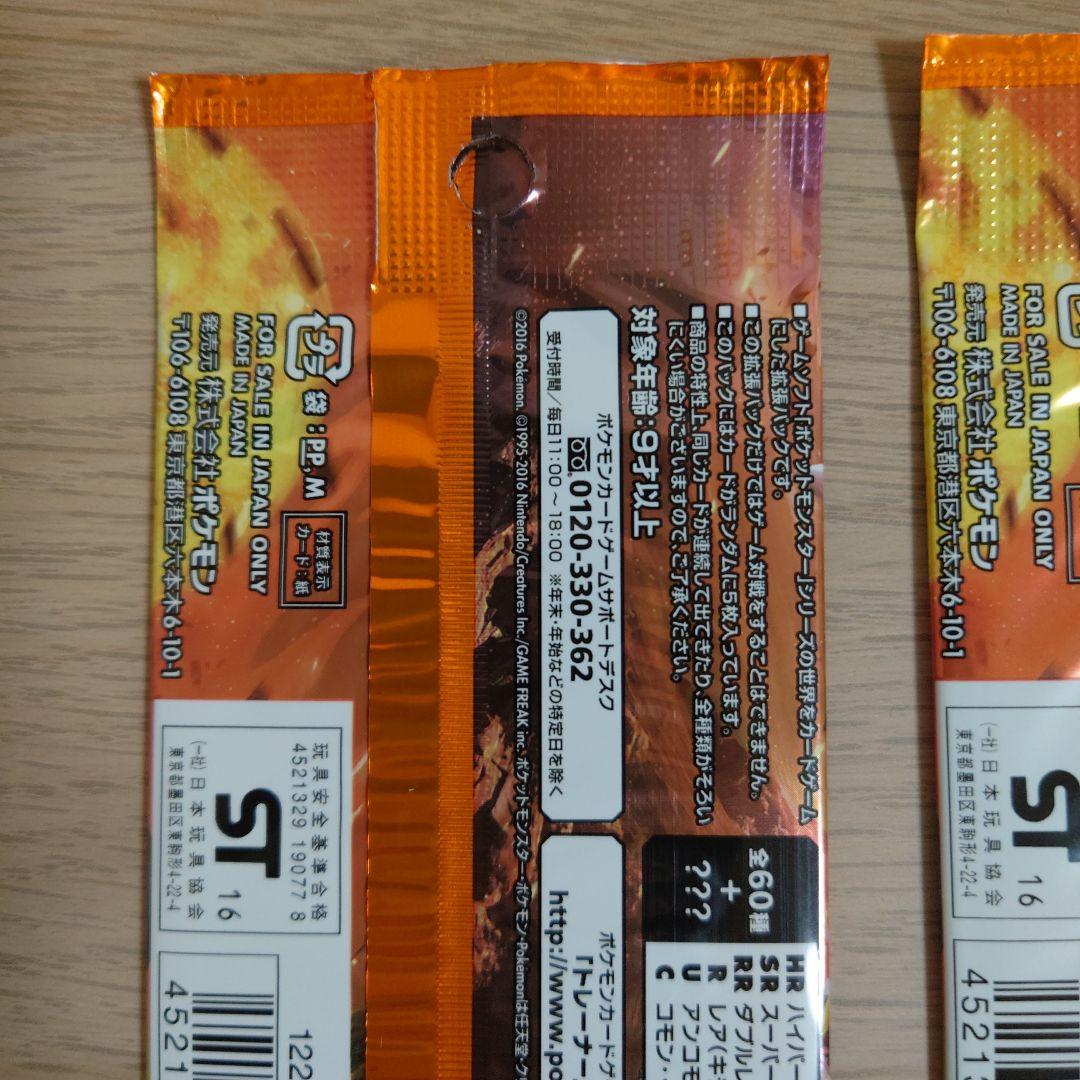 ■ゲームソフト「ポケットモンスター」シリーズの世界をカードゲーム
にした拡張パックです。
■この拡張パックだけではゲーム対戦をすることはできません。
■このパックにはカードがランダムに5枚入っています。
■商品の特性上、同じカードが連続して出てきたり、全種類がそろい
にくい場合がございますので、ご了承ください。
対象年齢:9才以上
ポケモンカードゲームサポートデスク
0120-330-362
受付時間/毎日11:00~18:00 ※年末・年始などの特定日を除く
©2016 Pokémon. ©1995-2016 Nintendo/Creatures Inc./GAME FREAK inc. ポケットモンスター・ポケモン・Pokémonは任天堂・ク
全60種
+
???
HR ハイパー
SR スーパー
RR ダブルレ
R レア(キ
U アンコモ
C コモン・
ポケモンカードゲ
「トレーナー
http://www.po
プラ
袋:PP, M
材質表示
カード:紙
FOR SALE IN JAPAN ONLY
MADE IN JAPAN
発売元 株式会社ポケモン
〒106-6108 東京都港区六本木6-10-1
玩具安全基準合格
4521329 19077 8
ST 16
(一社)日本玩具協会
東京都墨田区東駒形4-22-4
122
4521
FOR SALE IN JAPAN ONLY
MADE IN JAPAN
発売元 株式会社ポケモン
〒106-6108 東京都港区六本木6-10-1
ST 16
(一社)日本玩具協会
東京都墨田区東駒形4-22-4
4521